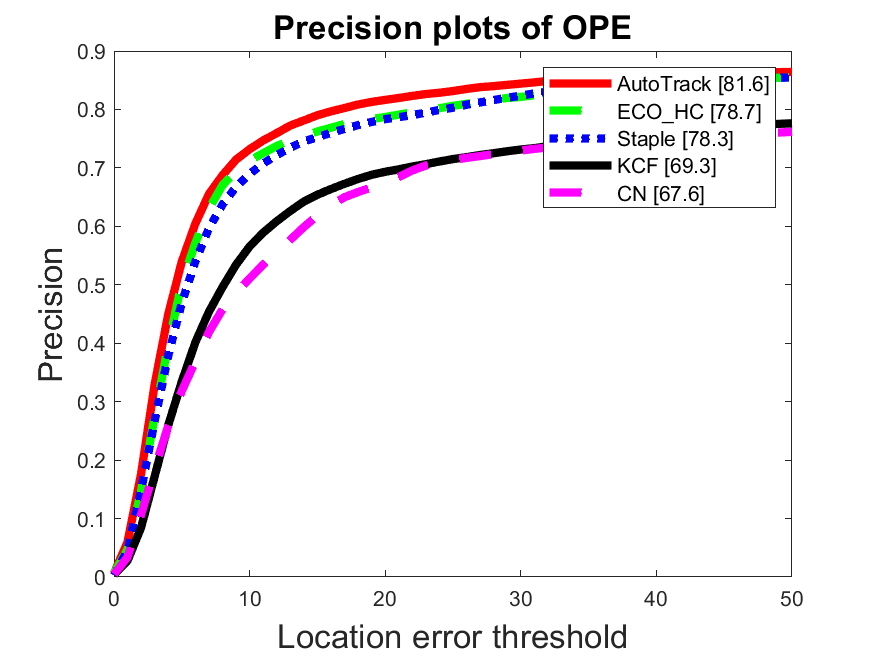 Precision plots of OPE
0.9
0.8
0.7
0.6
0.5
0.4
0.3
0.2
0.1
0
Precision
AutoTrack [81.6]
ECO_HC [78.7]
Staple [78.3]
KCF [69.3]
CN [67.6]
0 10 20 30 40 50
Location error threshold